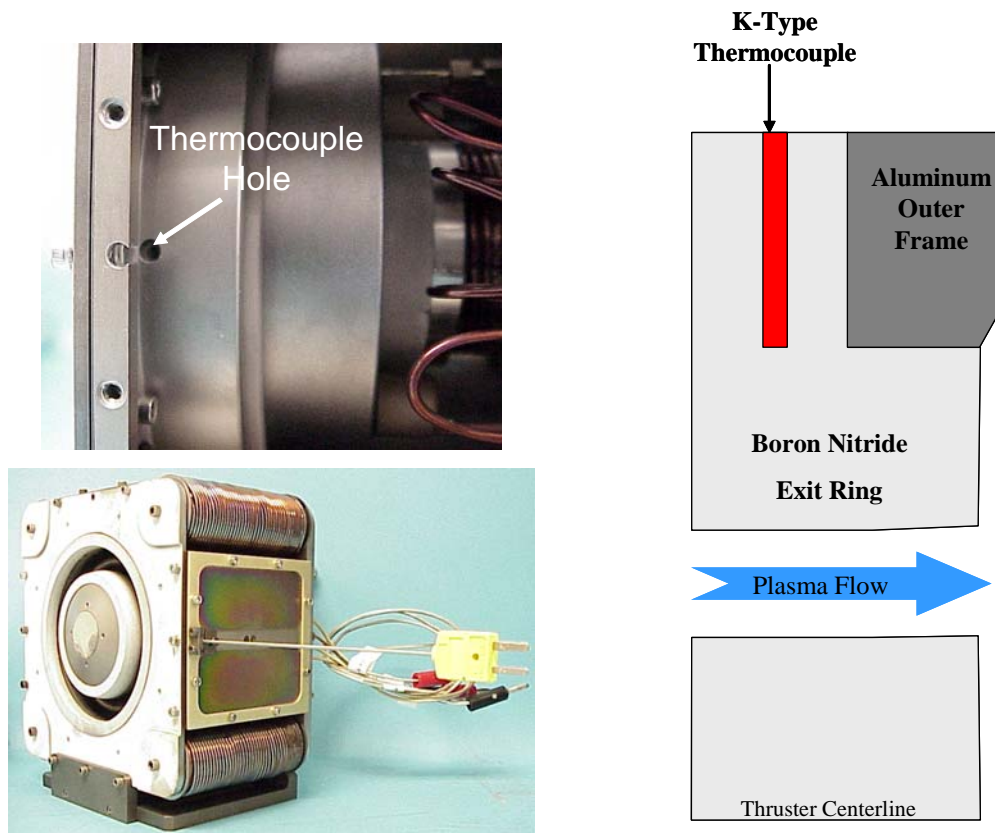 Thermocouple
Hole
K-Type
Thermocouple
Aluminum
Outer
Frame
Boron Nitride
Exit Ring
Plasma Flow
Thruster Centerline